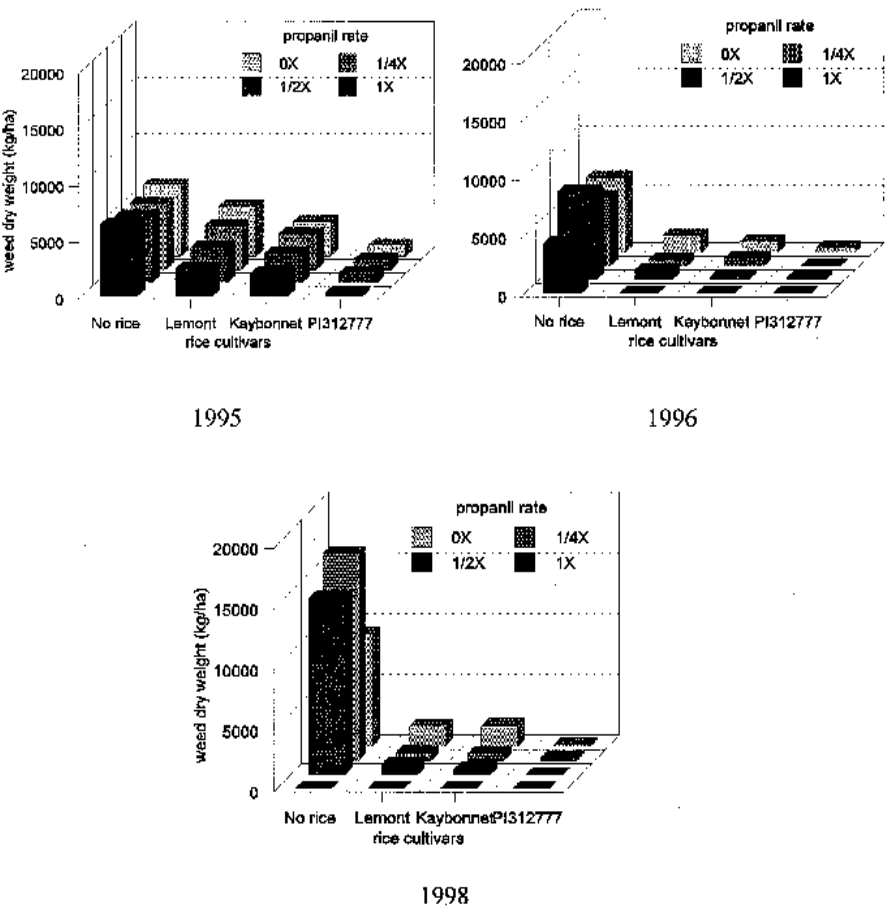 propanil rate
0X 1/4X
1/2X 1X
20000
15000
10000
5000
0
weed dry weight (kg/ha)
No rice Lemont Kaybonnet PI312777
rice cultivars
1995
propanil rate
0X 1/4X
1/2X 1X
20000
15000
10000
5000
0
No rice Lemont Kaybonnet PI312777
rice cultivars
1996
propanil rate
0X 1/4X
1/2X 1X
20000
15000
10000
5000
0
weed dry weight (kg/ha)
No rice Lemont Kaybonnet PI312777
rice cultivars
1998